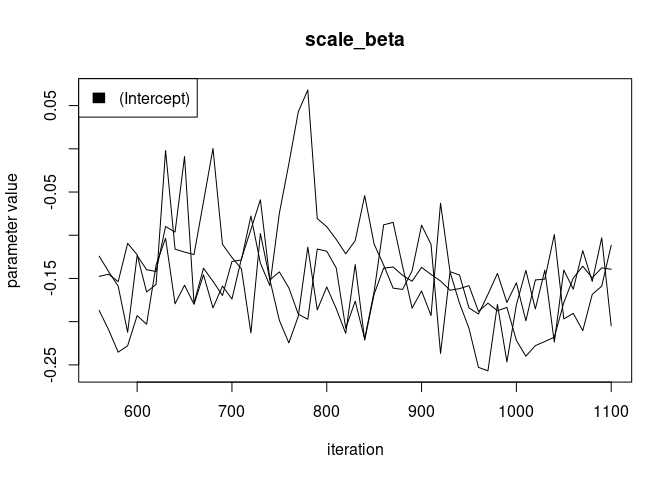 scale_beta
(Intercept)
0.05
-0.05
-0.15
-0.25
parameter value
600 700 800 900 1000 1100
iteration